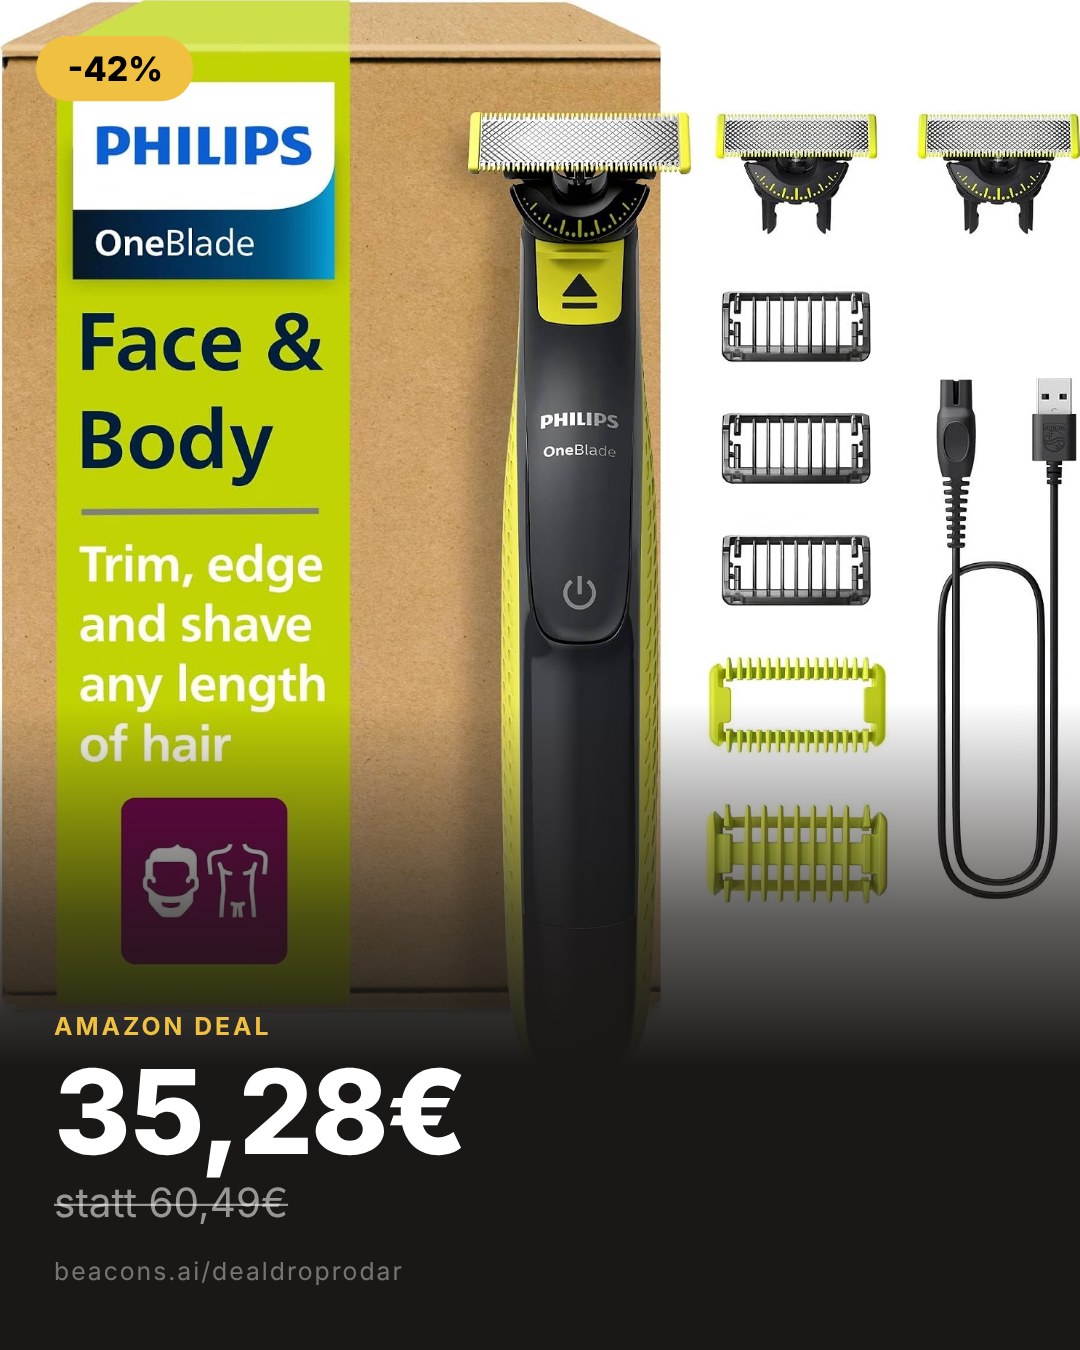 -42%
PHILIPS
OneBlade
Face &
Body
Trim, edge
and shave
any length
of hair
PHILIPS
OneBlade
AMAZON DEAL
35,28€
statt 60,49€
beacons.ai/dealdroprodar